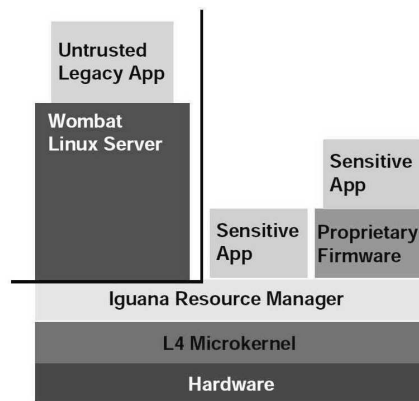 Untrusted
Legacy App
Wombat
Linux Server
Sensitive
App
Sensitive
App
Proprietary
Firmware
Iguana Resource Manager
L4 Microkernel
Hardware